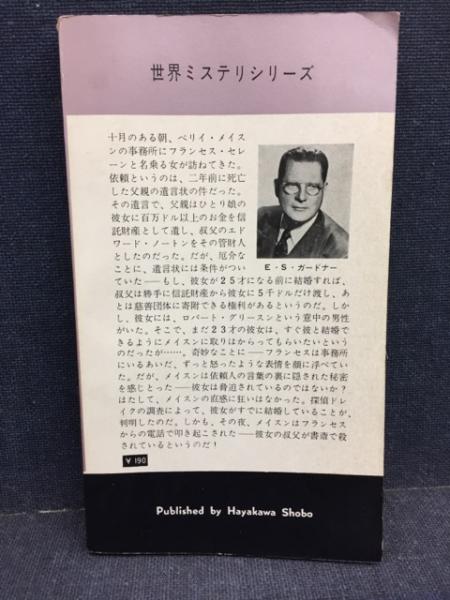 世界ミステリシリーズ
十月のある朝、ペリイ・メイス
ンの事務所にフランセス・セレ
ーンと名乗る女が訪ねてきた。
依頼というのは、二年前に死亡
した父親の遺言状の件だった。
その遺言で、父親はひとり娘の
彼女に百万ドル以上のお金を信
託財産として遺し、叔父のエド
ワード・ノートンをその管財人
としたのだった。だが、厄介な
ことに、遺言状には条件がつい
ていた——もし、彼女が25才になる前に結婚すれば、
叔父は勝手に信託財産から彼女に5千ドルだけ渡し、あ
とは慈善団体に寄附できる権利があるというのだ。しか
し、彼女には、ロバート・グリースンという意中の男性
がいた。そこで、まだ23才の彼女は、すぐ彼と結婚で
きるようにメイスンに取りはからってもらいたいという
のだったが……。奇妙なことに——フランセスは事務所
にいるあいだ、ずっと怒ったような表情を顔に浮べてい
た。だが、メイスンは依頼人の言葉の裏に隠された秘密
を感じとった——彼女は脅迫されているのではないか？
はたして、メイスンの直感に狂いはなかった。探偵ドレ
イクの調査によって、彼女がすでに結婚していることが、
判明したのだ。しかも、その夜、メイスンはフランセス
からの電話で叩き起こされた——彼女の叔父が書斎で殺
されているというのだ！
E・S・ガードナー
￥190
Published by Hayakawa Shobo